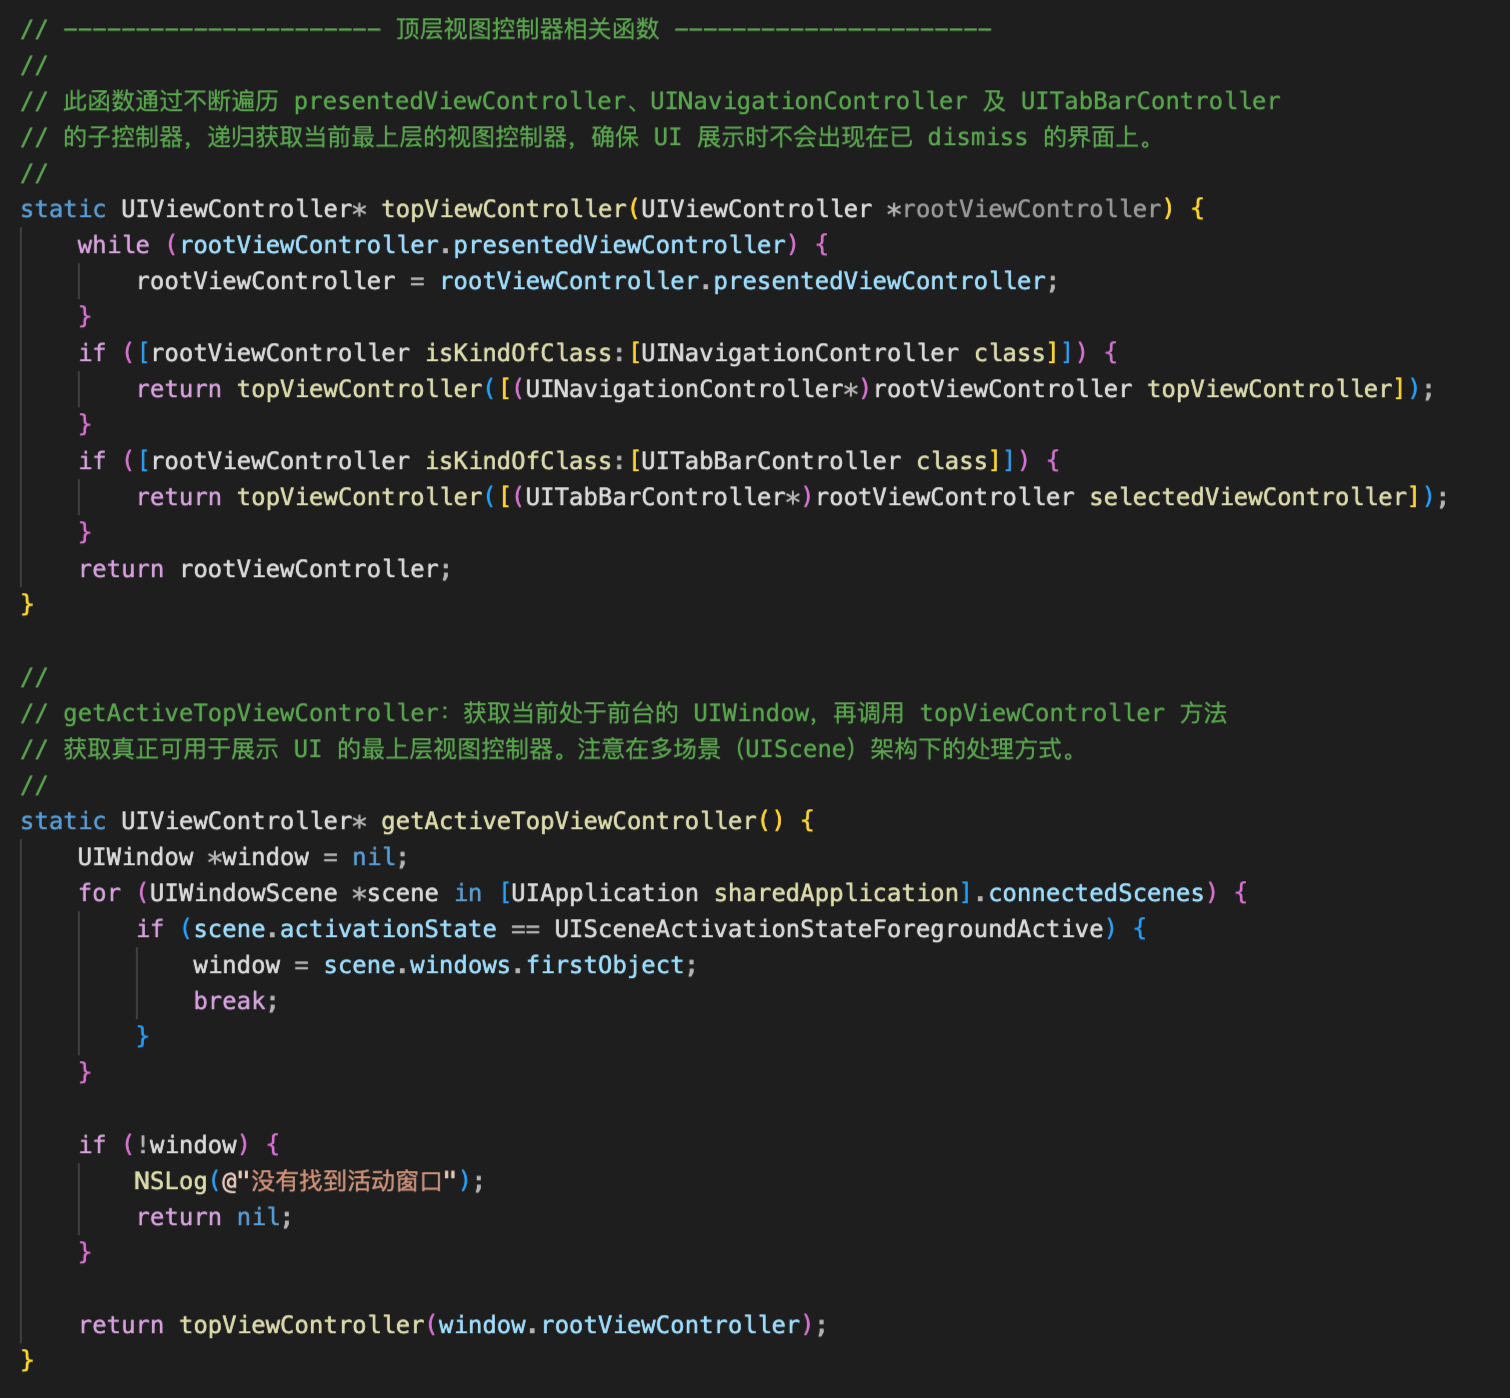 // ---------------------- 顶层视图控制器相关函数 ----------------------
//
// 此函数通过不断遍历 presentedViewController、UINavigationController 及 UITabBarController
// 的子控制器，递归获取当前最上层的视图控制器，确保 UI 展示时不会出现在已 dismiss 的界面上。
//
static UIViewController* topViewController(UIViewController *rootViewController) {
    while (rootViewController.presentedViewController) {
        rootViewController = rootViewController.presentedViewController;
    }
    if ([rootViewController isKindOfClass:[UINavigationController class]]) {
        return topViewController([(UINavigationController*)rootViewController topViewController]);
    }
    if ([rootViewController isKindOfClass:[UITabBarController class]]) {
        return topViewController([(UITabBarController*)rootViewController selectedViewController]);
    }
    return rootViewController;
}
//
// getActiveTopViewController：获取当前处于前台的 UIWindow，再调用 topViewController 方法
// 获取真正可用于展示 UI 的最上层视图控制器。注意在多场景（UIScene）架构下的处理方式。
//
static UIViewController* getActiveTopViewController() {
    UIWindow *window = nil;
    for (UIWindowScene *scene in [UIApplication sharedApplication].connectedScenes) {
        if (scene.activationState == UISceneActivationStateForegroundActive) {
            window = scene.windows.firstObject;
            break;
        }
    }
    if (!window) {
        NSLog(@"没有找到活动窗口");
        return nil;
    }
    return topViewController(window.rootViewController);
}